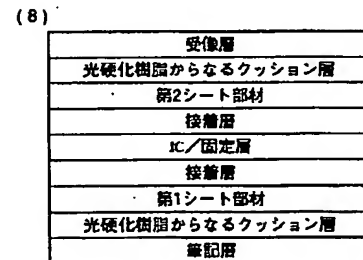 (8)
受像層
光硬化樹脂からなるクッション層
第2シート部材
接着層
IC/固定層
接着層
第1シート部材
光硬化樹脂からなるクッション層
筆記層